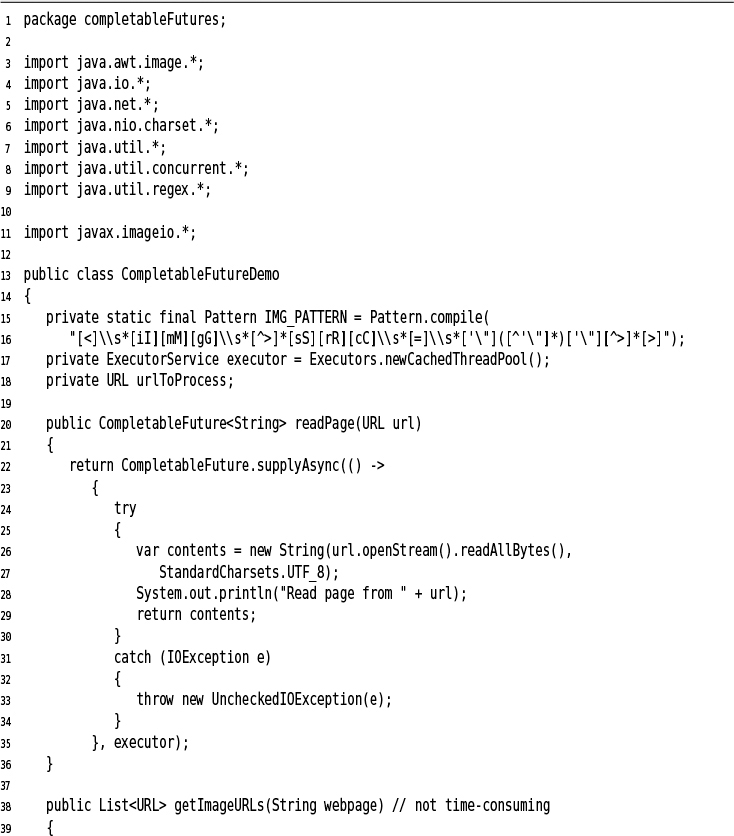 1 package completableFutures;
2
3 import java.awt.image.*;
4 import java.io.*;
5 import java.net.*;
6 import java.nio.charset.*;
7 import java.util.*;
8 import java.util.concurrent.*;
9 import java.util.regex.*;
10
11 import javax.imageio.*;
12
13 public class CompletableFutureDemo
14 {
15    private static final Pattern IMG_PATTERN = Pattern.compile(
16       "[<]\\s*[iI][mM][gG]\\s*[^>]*[sS][rR][cC]\\s*[=]\\s*['\"]([^'\"]*)['\"][^>]*[>]");
17    private ExecutorService executor = Executors.newCachedThreadPool();
18    private URL urlToProcess;
19
20    public CompletableFuture<String> readPage(URL url)
21    {
22       return CompletableFuture.supplyAsync(() ->
23          {
24             try
25             {
26                var contents = new String(url.openStream().readAllBytes(),
27                   StandardCharsets.UTF_8);
28                System.out.println("Read page from " + url);
29                return contents;
30             }
31             catch (IOException e)
32             {
33                throw new UncheckedIOException(e);
34             }
35          }, executor);
36    }
37
38    public List<URL> getImageURLs(String webpage) // not time-consuming
39    {